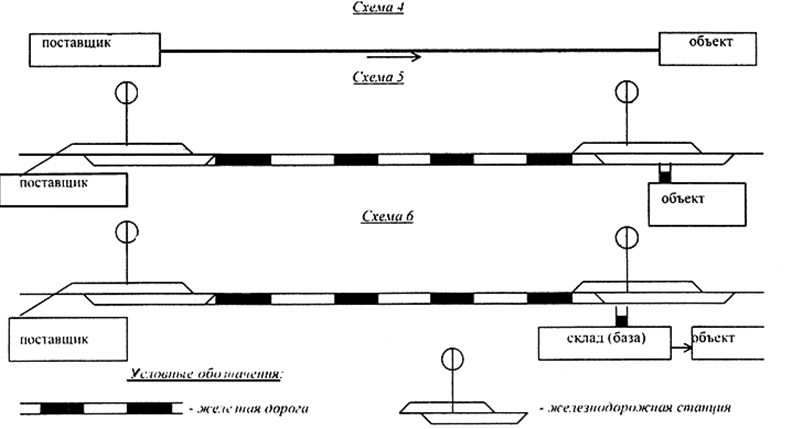 Схема 4
поставщик объект
Схема 5
поставщик объект
Схема 6
поставщик склад (база) объект
Условные обозначения:
- железная дорога - железнодорожная станция